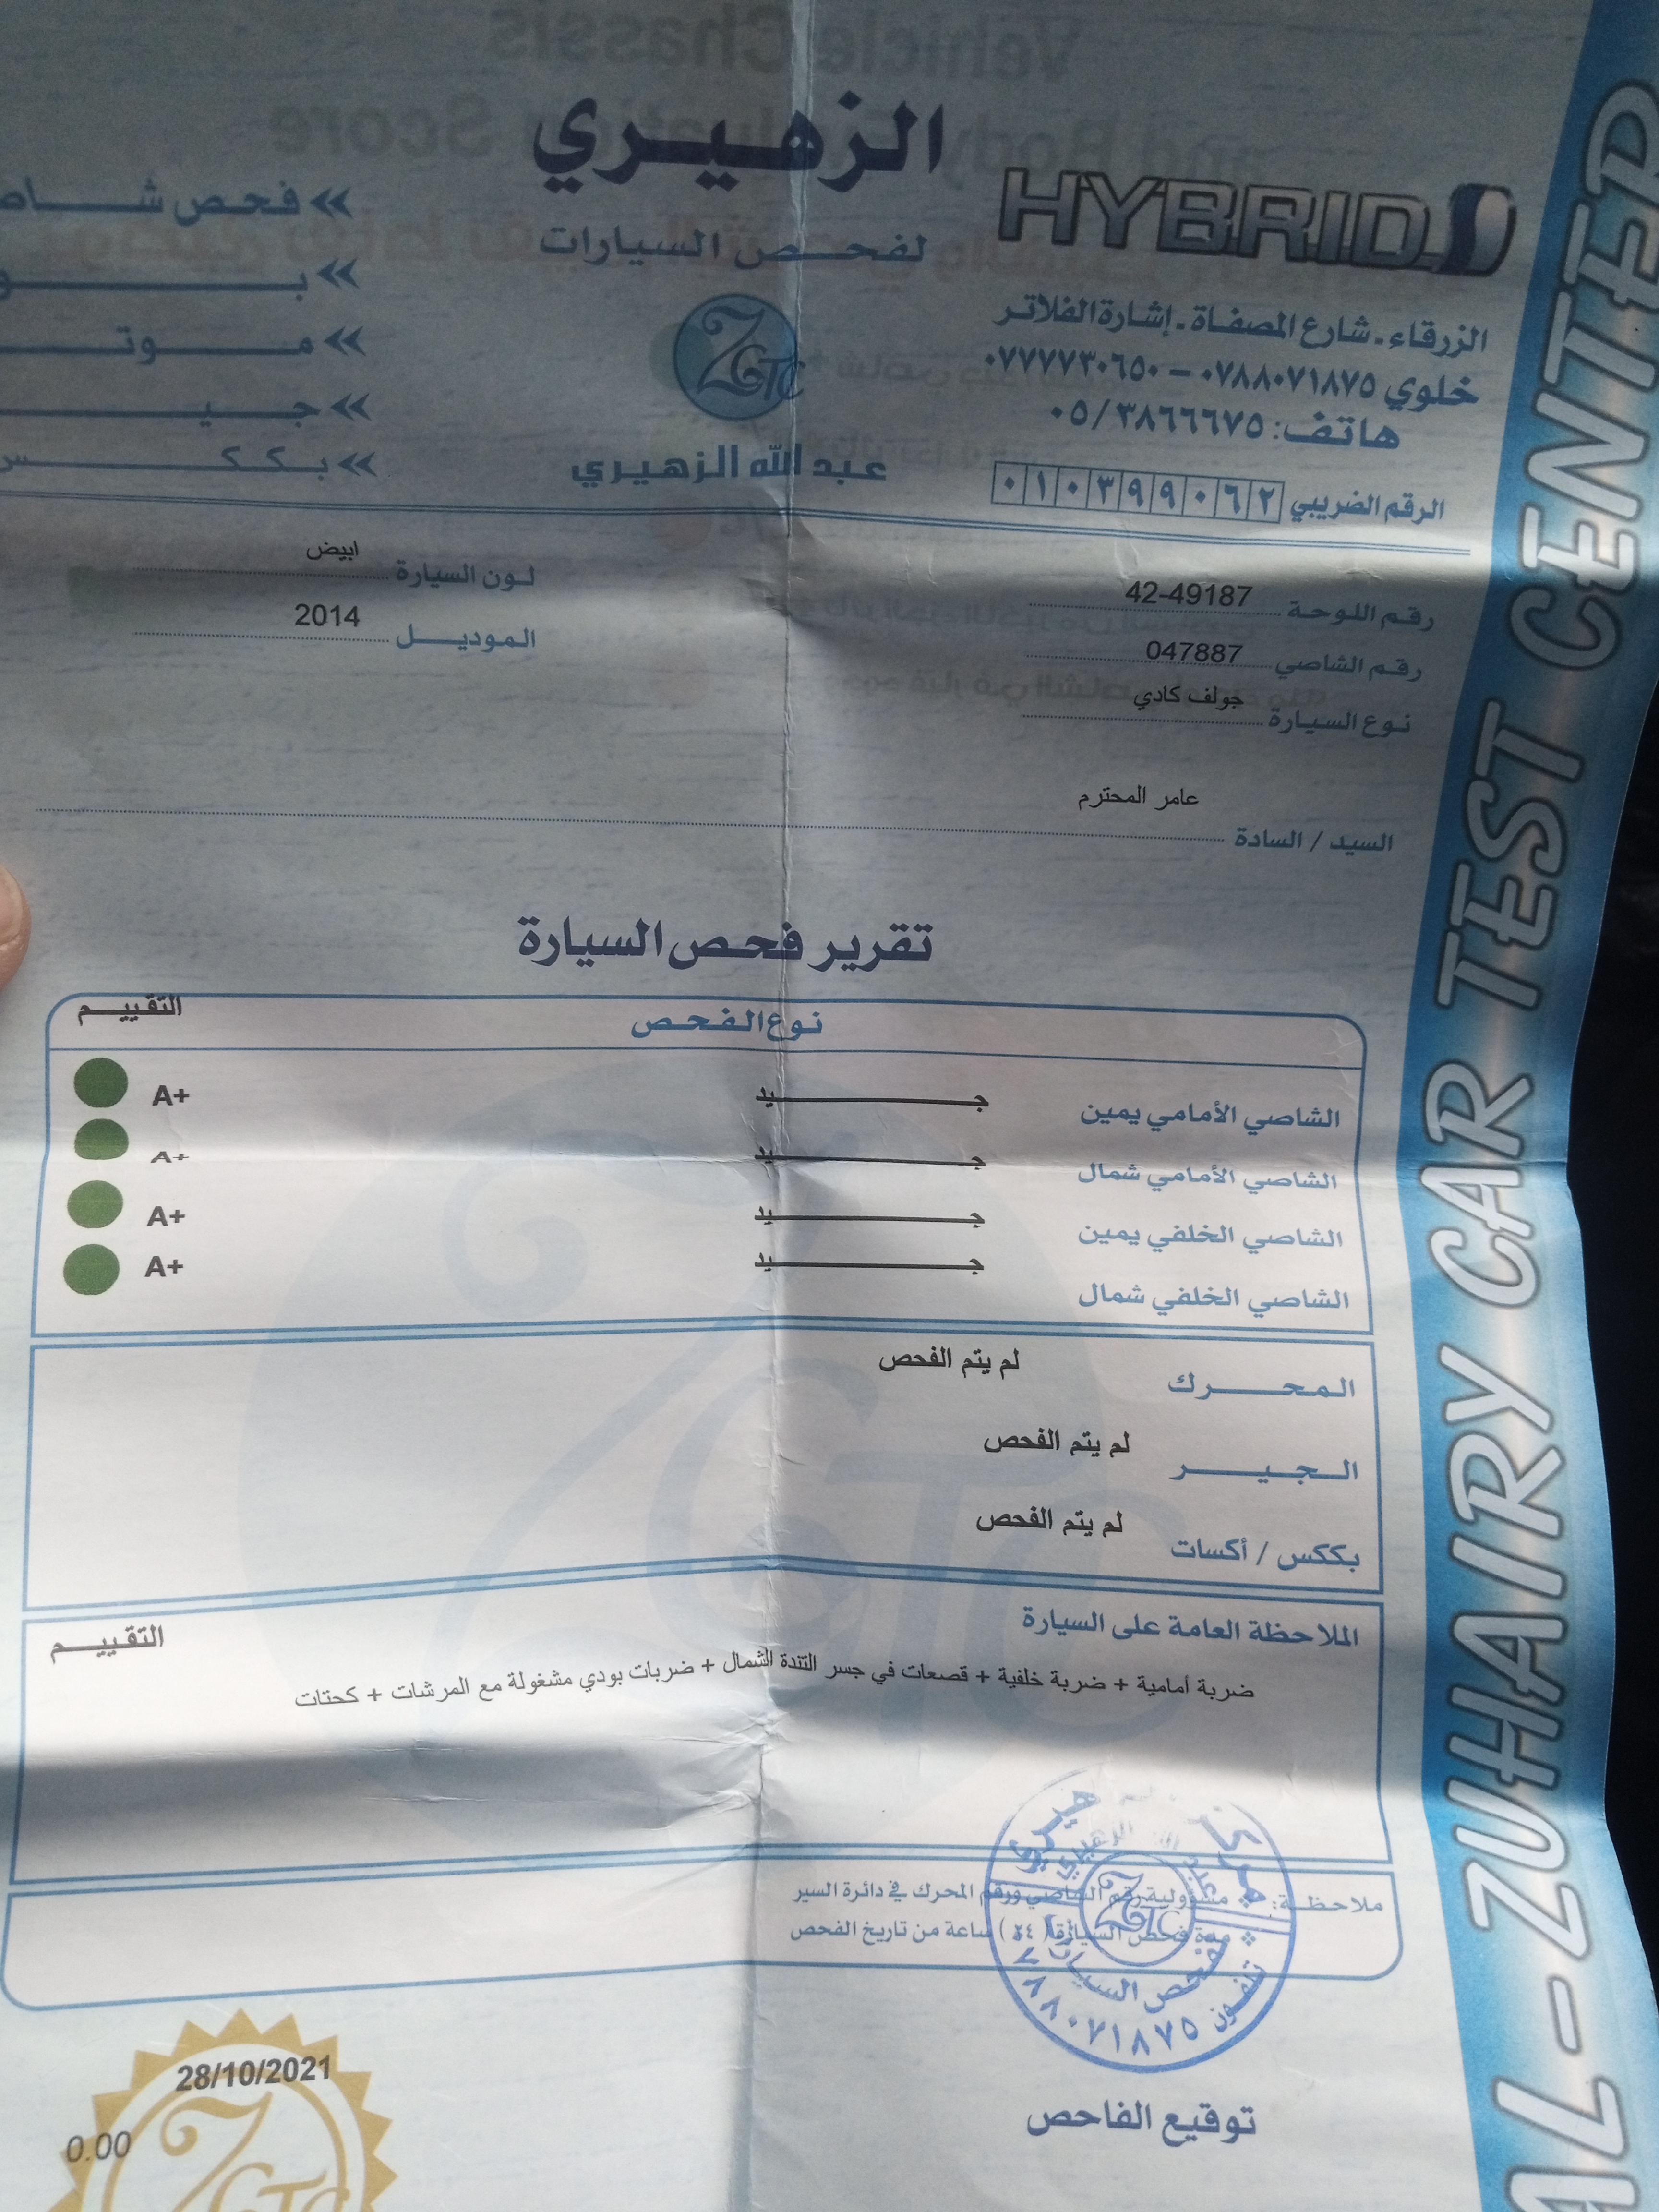 الزهيري
لفحص السيارات
ZCTC
عبد الله الزهيري
HYBRID
الزرقاء - شارع المصفاة - إشارة الفلاتر
خلوي ٠٧٨٨٠٧١٨٧٥ – ٠٧٧٧٧٣٠٦٥٠
هاتف: ٠٥/٣٨٦٦٦٧٥
الرقم الضريبي ٠١٠٣٩٩٠٦٢
« فحص
رقم اللوحة 42-49187
لون السيارة ابيض
رقم الشاصي 047887
الموديل 2014
نوع السيارة جولف كادي
السيد / السادة عامر المحترم
تقرير فحص السيارة
نوع الفحص التقييم
الشاصي الأمامي يمين جيد A+
الشاصي الأمامي شمال جيد A+
الشاصي الخلفي يمين جيد A+
الشاصي الخلفي شمال جيد A+
المحرك لم يتم الفحص
الجير لم يتم الفحص
بككس / أكسات لم يتم الفحص
الملاحظة العامة على السيارة التقييم
ضربة أمامية + ضربة خلفية + قصعات في جسر التندة الشمال + ضربات بودي مشغولة مع المرشات + كحتات
ملاحظة: مسؤولية رقم الشاصي ورقم المحرك في دائرة السير
مدة فحص السيارة (٢٤) ساعة من تاريخ الفحص
لفحص السيارات
تلفون ٧٨٨٠٧١٨٧٥
توقيع الفاحص
28/10/2021
0.00
AL-ZUHAIRY CAR TEST CENTER